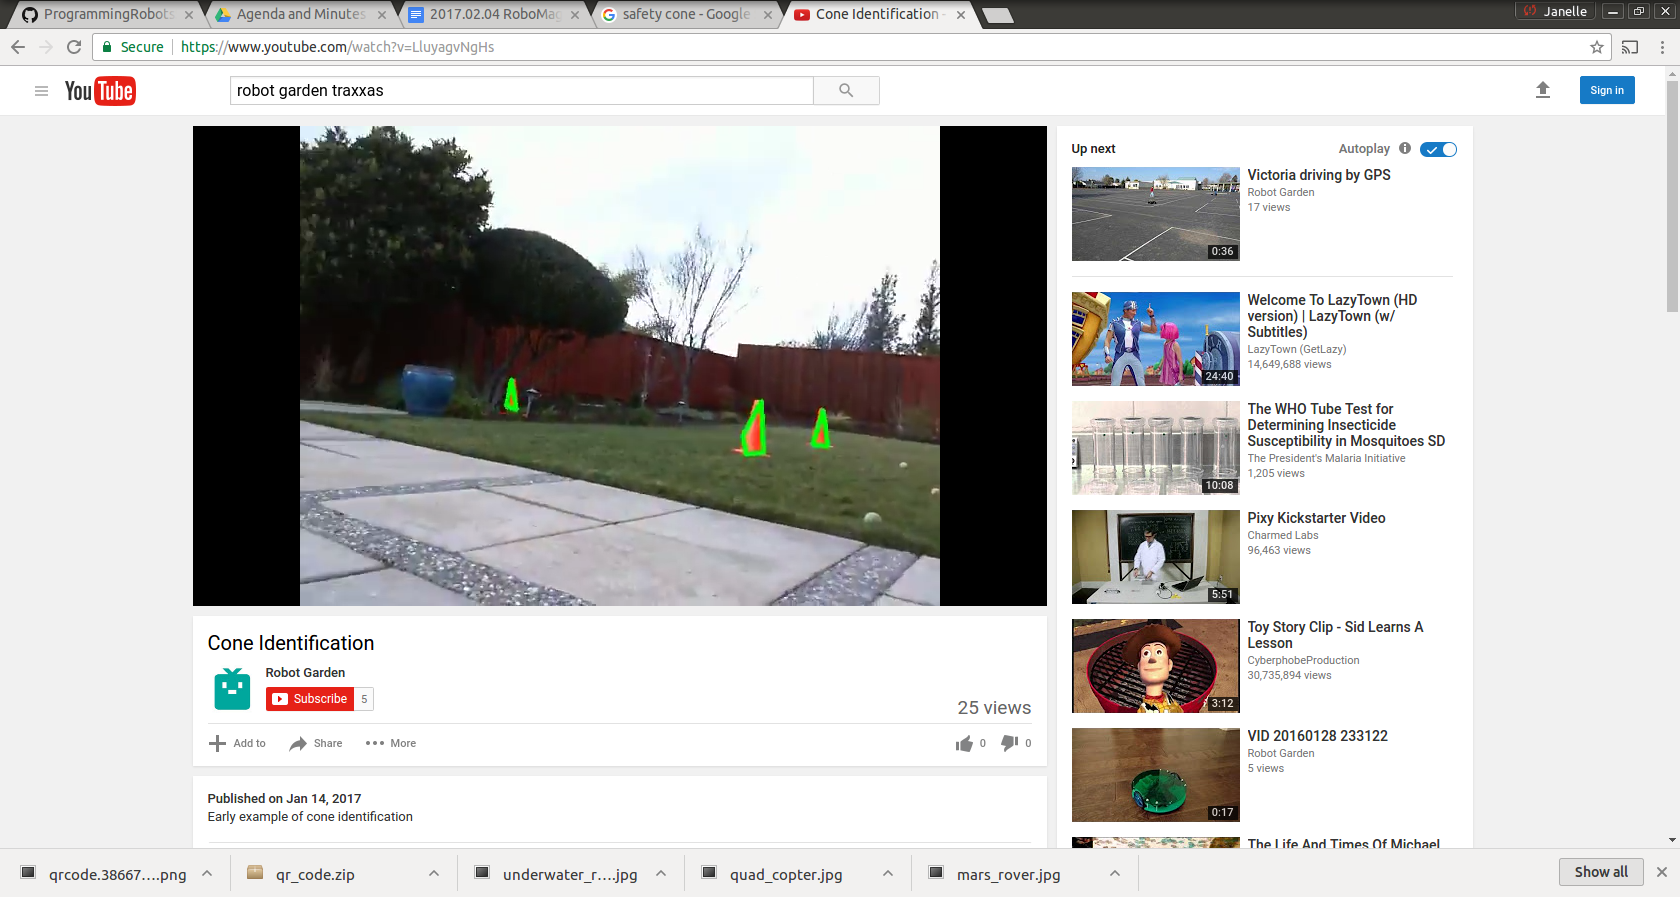 ProgrammingRobots
Agenda and Minutes
2017.02.04 RoboMag
safety cone - Google
Cone Identification -
Janelle
Secure
https://www.youtube.com/watch?v=LluyagvNgHs
YouTube
robot garden traxxas
Sign in
Cone Identification
Robot Garden
Subscribe 5
25 views
Add to
Share
More
0
0
Published on Jan 14, 2017
Early example of cone identification
Up next
Autoplay
Victoria driving by GPS
Robot Garden
17 views
0:36
Welcome To LazyTown (HD
version) | LazyTown (w/
Subtitles)
LazyTown (GetLazy)
14,649,688 views
24:40
The WHO Tube Test for
Determining Insecticide
Susceptibility in Mosquitoes SD
The President's Malaria Initiative
1,205 views
10:08
Pixy Kickstarter Video
Charmed Labs
96,463 views
5:51
Toy Story Clip - Sid Learns A
Lesson
CyberphobeProduction
30,735,894 views
3:12
VID 20160128 233122
Robot Garden
5 views
0:17
The Life And Times Of Michael
qrcode.38667....png
qr_code.zip
underwater_r....jpg
quad_copter.jpg
mars_rover.jpg
Show all